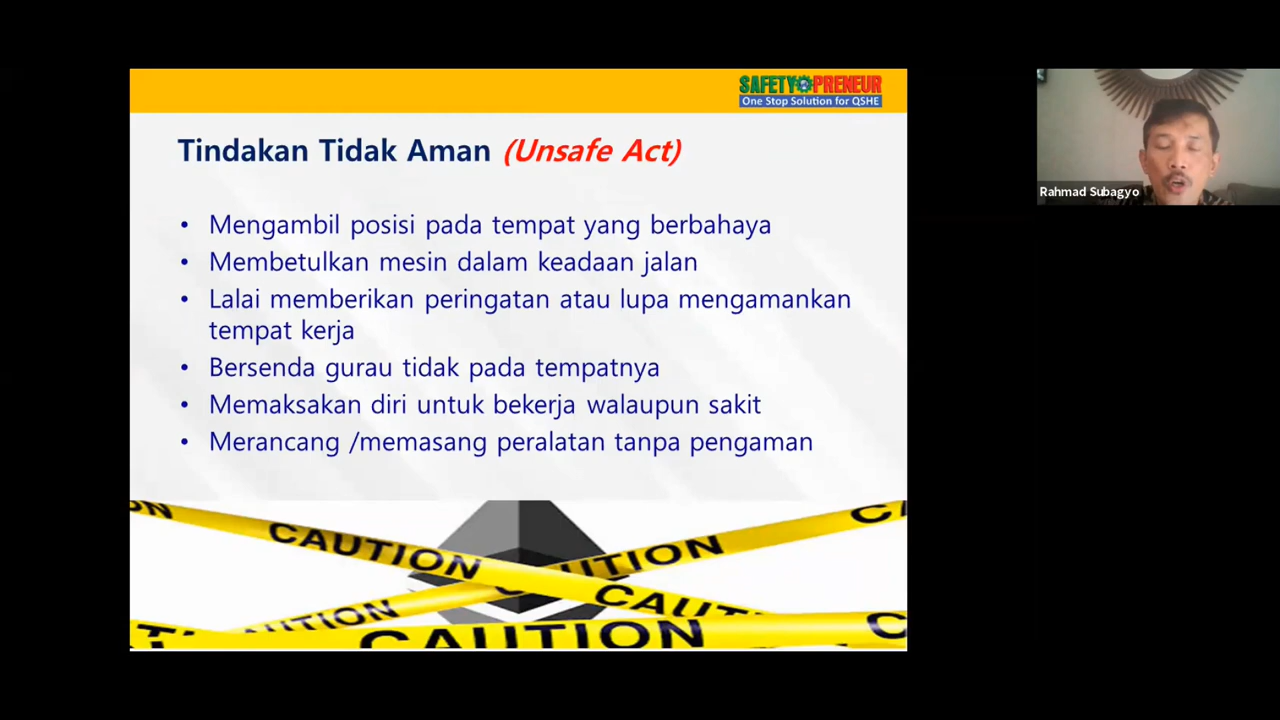 SAFETY PRENEUR
One Stop Solution for QSHE
Tindakan Tidak Aman (Unsafe Act)
• Mengambil posisi pada tempat yang berbahaya
• Membetulkan mesin dalam keadaan jalan
• Lalai memberikan peringatan atau lupa mengamankan
tempat kerja
• Bersenda gurau tidak pada tempatnya
• Memaksakan diri untuk bekerja walaupun sakit
• Merancang /memasang peralatan tanpa pengaman
Rahmad Subagyo
CAUTION
CAUTION
CAUTION